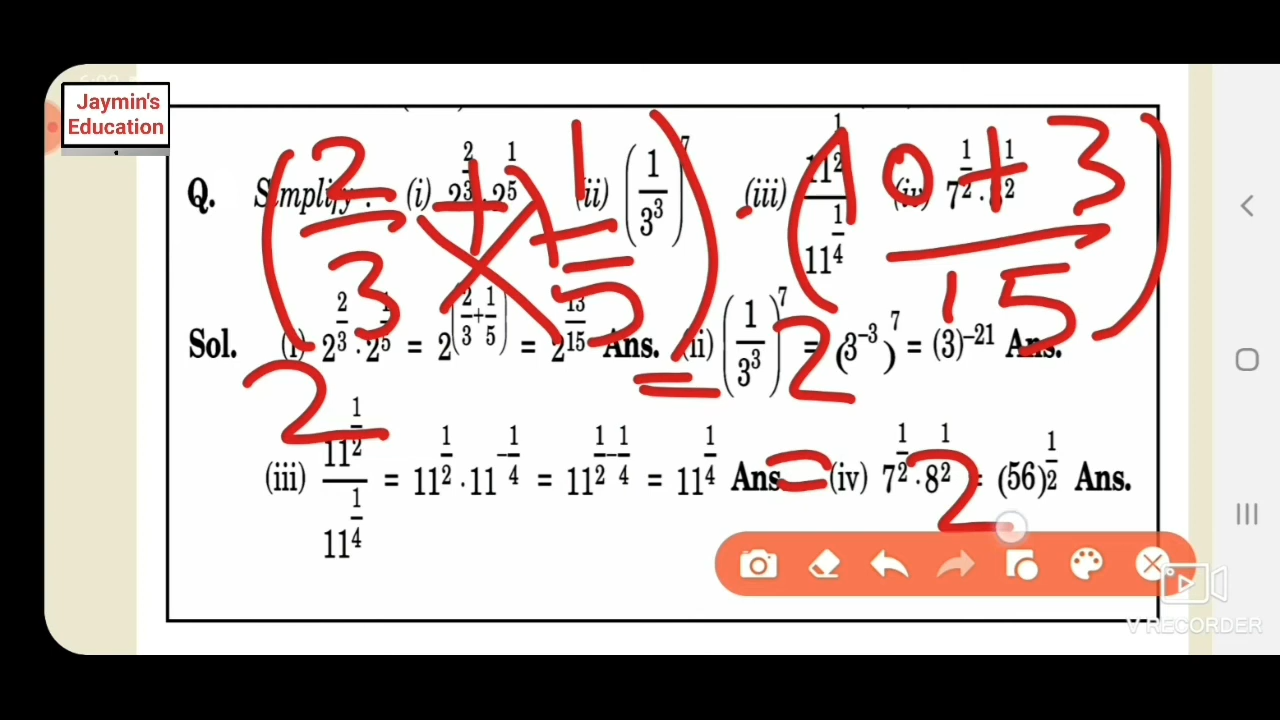 Jaymin's
Education
Q. Simplify : (i) 2^(2/3) · 2^(1/5) (ii) (1/3^3)^7 (iii) 11^(1/2)/11^(1/4) (iv) 7^(1/2) · 8^(1/2)
(2/3 + 1/5) (10 + 3/15)
Sol. (i) 2^(2/3) · 2^(1/5) = 2^(2/3+1/5) = 2^(13/15) Ans. (ii) (1/3^3)^7 = (3^-3)^7 = (3)^-21 Ans.
2 = 2
(iii) 11^(1/2)/11^(1/4) = 11^(1/2) · 11^(-1/4) = 11^(1/2-1/4) = 11^(1/4) Ans (iv) 7^(1/2) · 8^(1/2) = (56)^(1/2) Ans.
= 2
V RECORDER